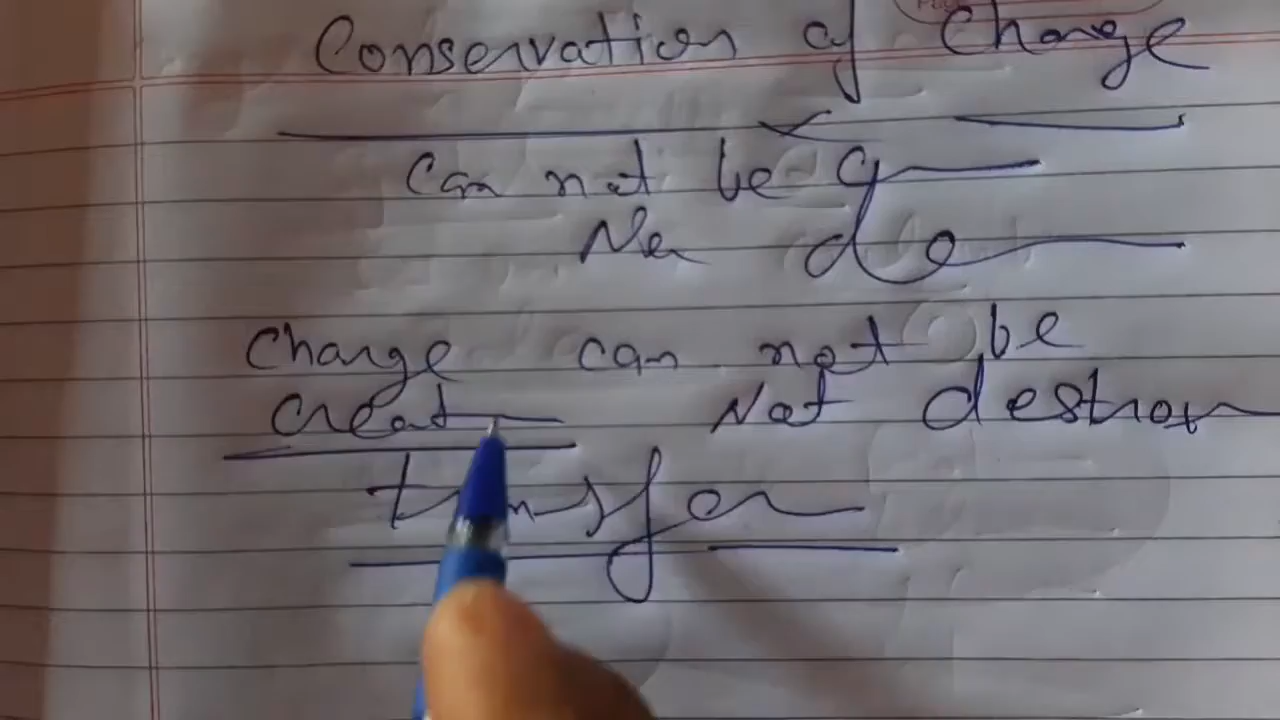 Conservation of Charge
Can not be
Charge can not be
Creat Not destroy
transfer